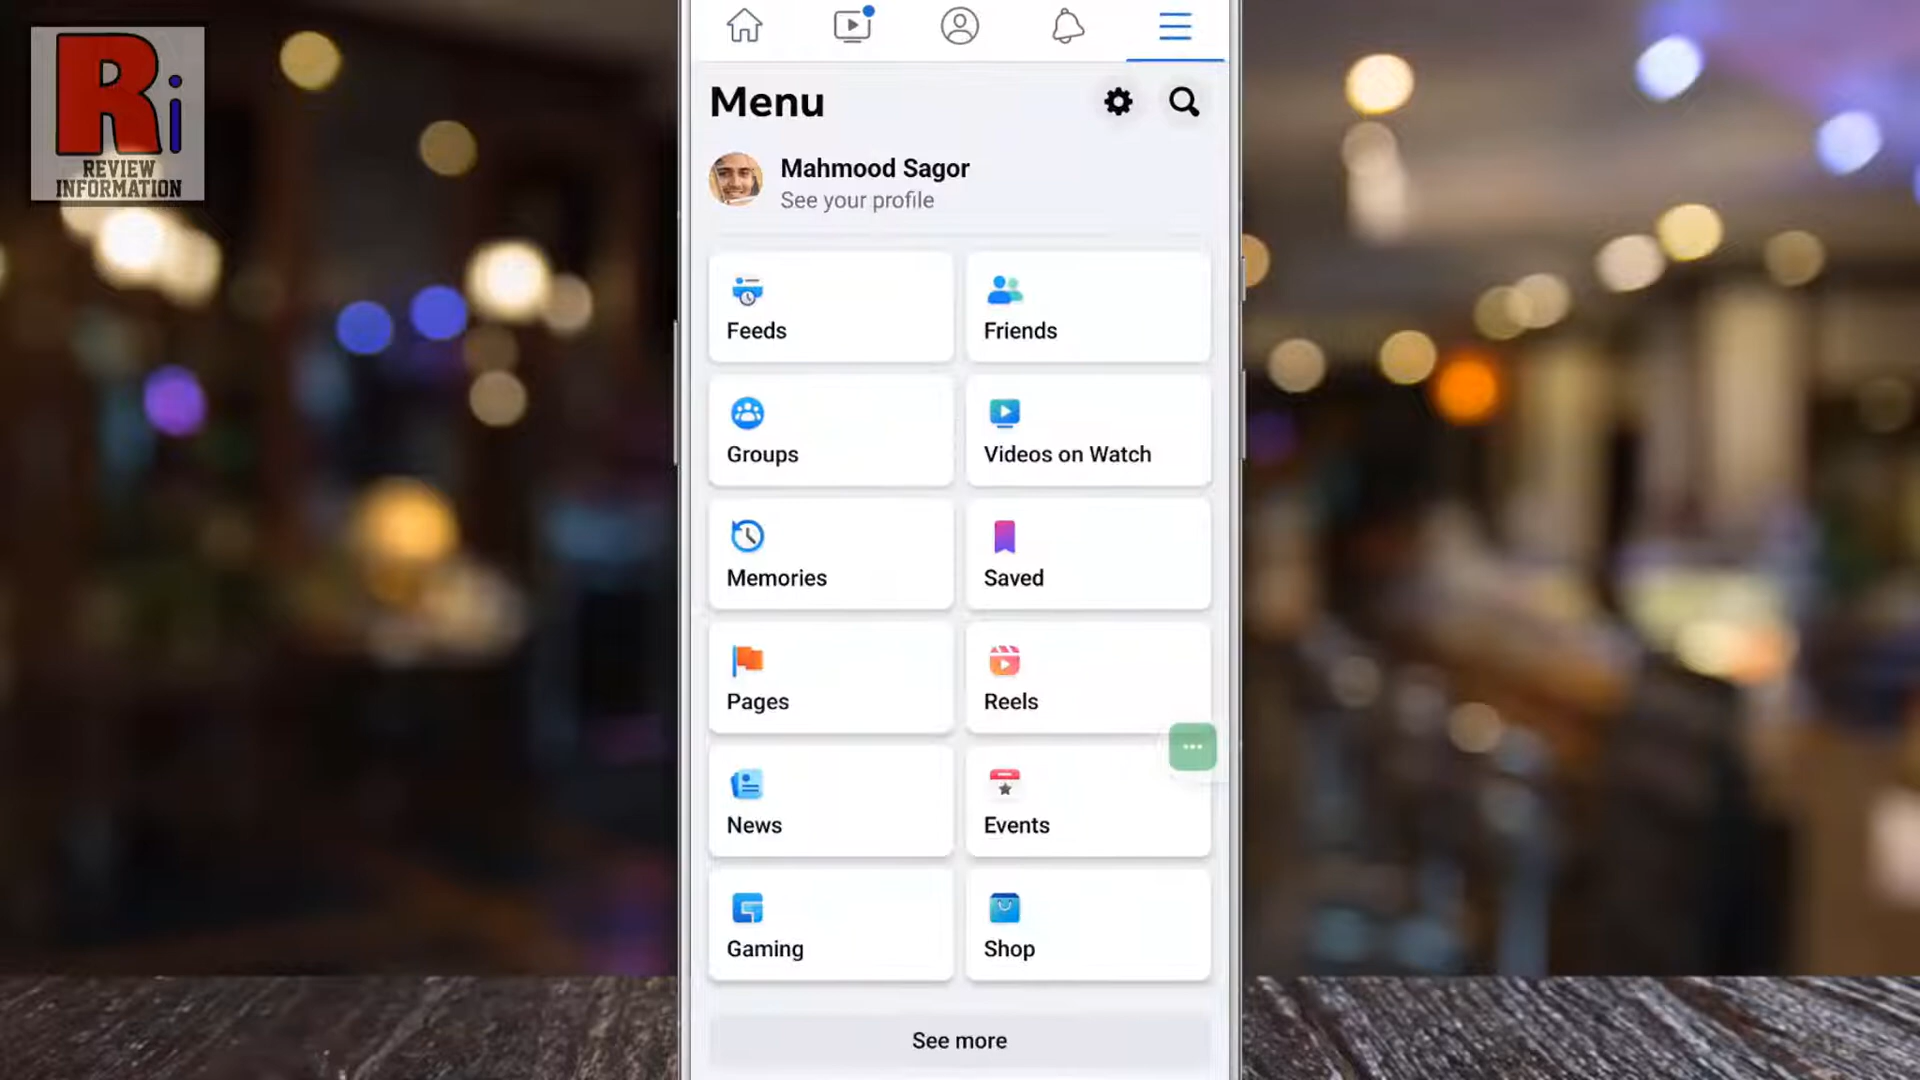 Ri
REVIEW
INFORMATION
Menu
Mahmood Sagor
See your profile
Feeds
Friends
Groups
Videos on Watch
Memories
Saved
Pages
Reels
News
Events
Gaming
Shop
See more